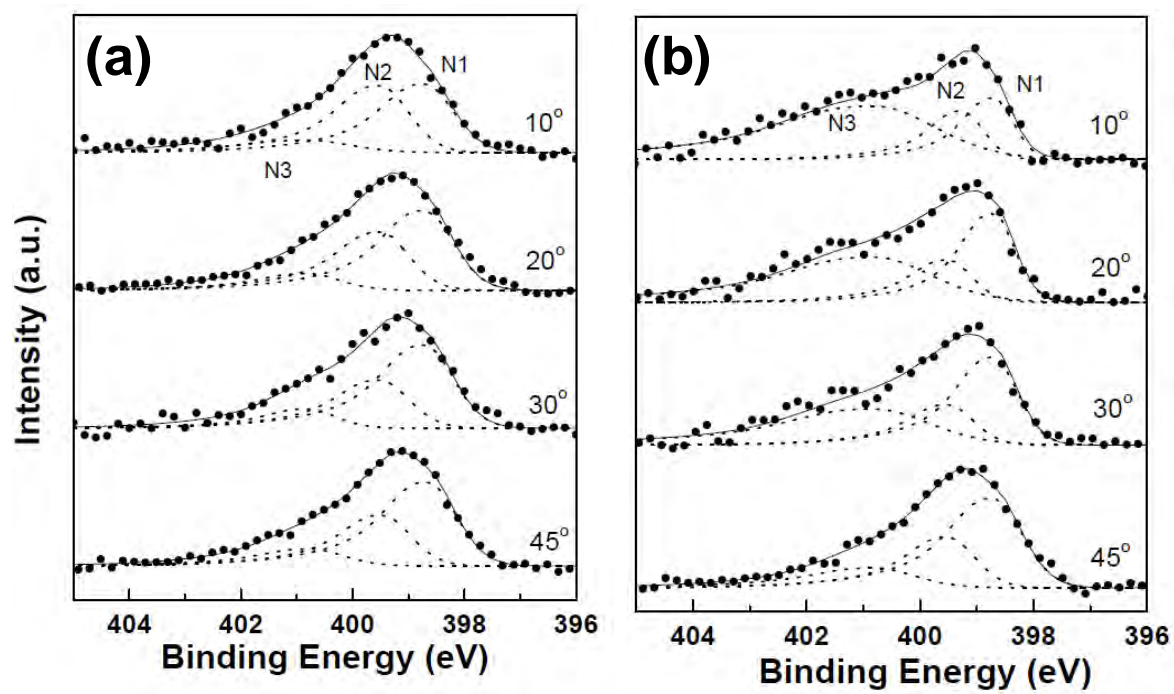 (a)
N2
N1
N3
10°
20°
30°
45°
404 402 400 398 396
Binding Energy (eV)
Intensity (a.u.)
(b)
N2
N1
N3
10°
20°
30°
45°
404 402 400 398 396
Binding Energy (eV)